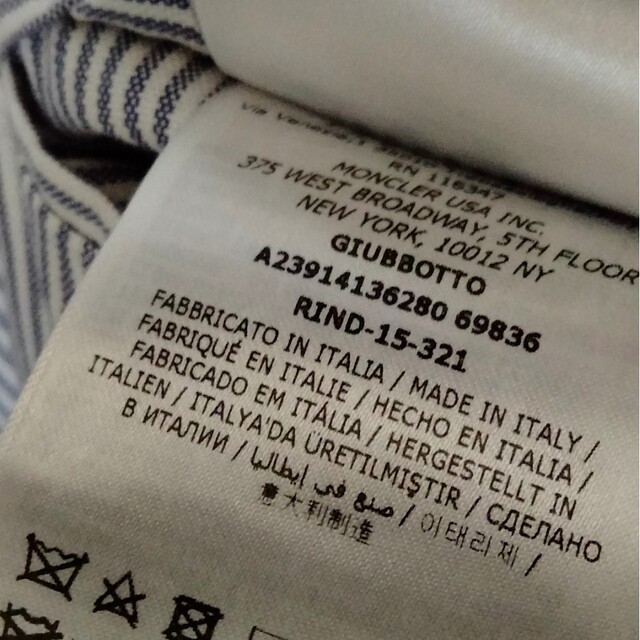 Via Venezia, 
RN 116347
MONCLER USA INC.
375 WEST BROADWAY, 5TH FLOOR
NEW YORK, 10012 NY
GIUBBOTTO
A23914136280 69836
RIND-15-321
FABBRICATO IN ITALIA / MADE IN ITALY /
FABRIQUÉ EN ITALIE / HECHO EN ITALIA /
FABRICADO EM ITÁLIA / HERGESTELLT IN
ITALIEN / ITALYA'DA ÜRETILMIŞTIR / СДЕЛАНО
В ИТАЛИИ / صنع في إيطاليا / 이태리제 /
意大利制造